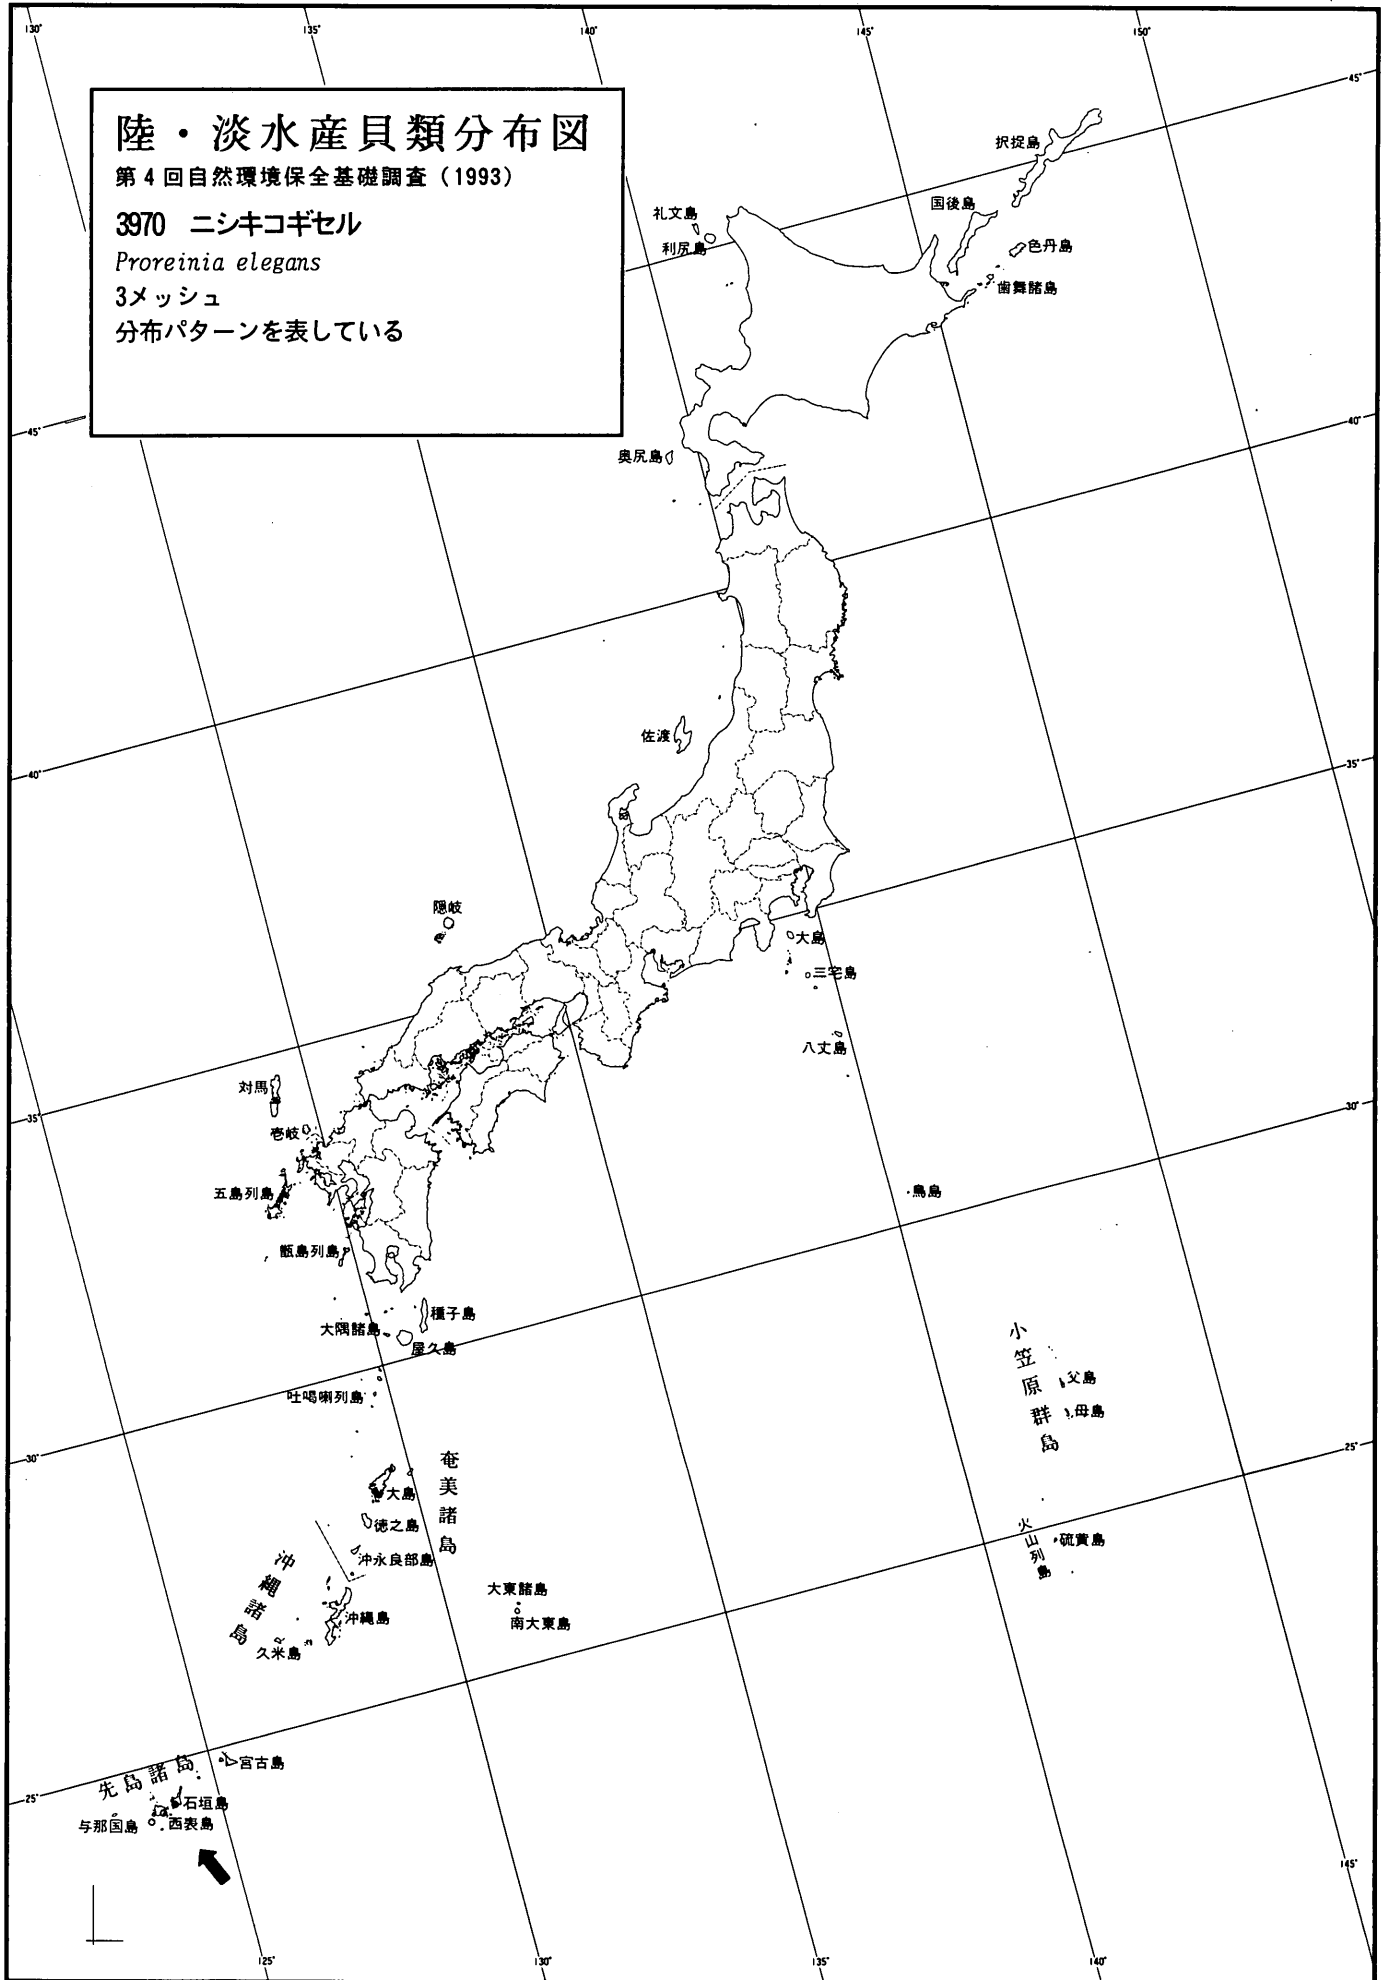 130° 135° 140° 145° 150°
陸・淡水産貝類分布図
第4回自然環境保全基礎調査（1993）
3970 ニシキコギセル
Proreinia elegans
3メッシュ
分布パターンを表している
45°
択捉島
国後島
礼文島
利尻島
色丹島
歯舞諸島
45°
40°
奥尻島
佐渡
40°
35°
隠岐
大島
三宅島
八丈島
対馬
35°
壱岐
30°
五島列島
鳥島
甑島列島
種子島
大隅諸島
屋久島
吐噶喇列島
小笠原群島
父島
母島
30°
25°
奄美諸島
大島
徳之島
沖永良部島
火山列島
硫黄島
沖縄諸島
沖縄島
久米島
大東諸島
南大東島
先島諸島
宮古島
25°
石垣島
与那国島
西表島
145°
125° 130° 135° 140°